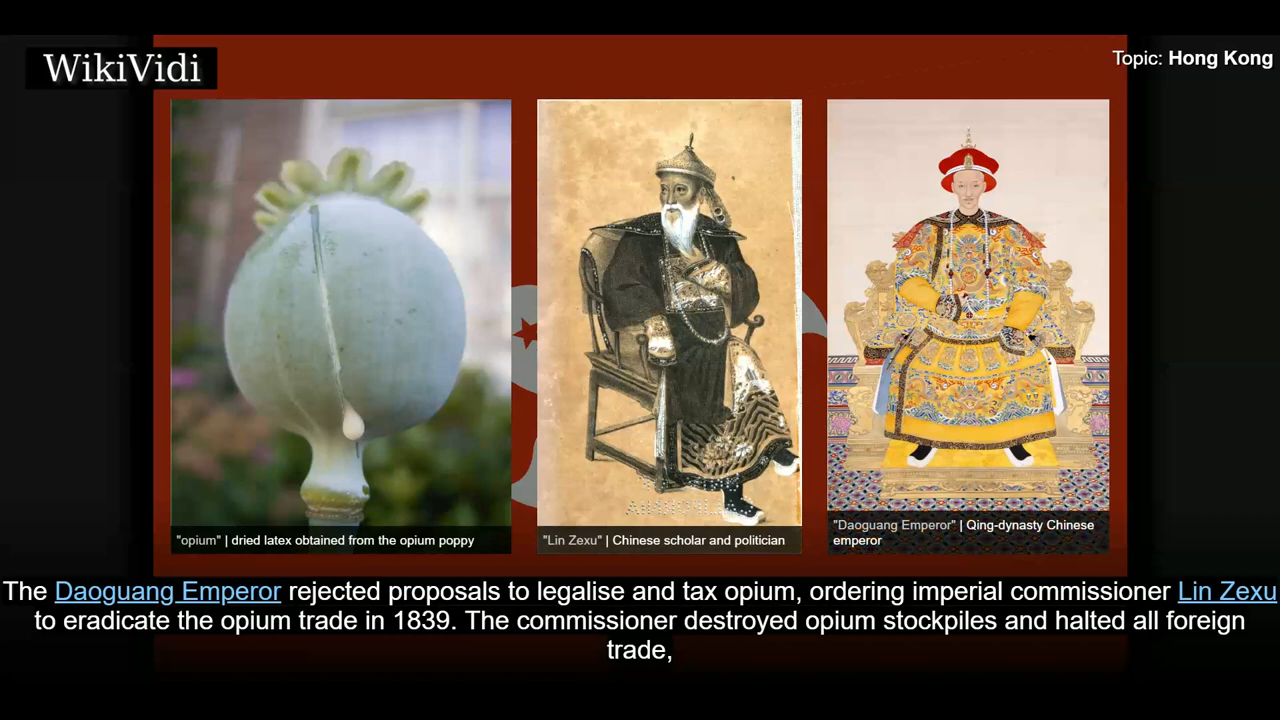 WikiVidi
Topic: Hong Kong
"opium" | dried latex obtained from the opium poppy
"Lin Zexu" | Chinese scholar and politician
"Daoguang Emperor" | Qing-dynasty Chinese
emperor
The Daoguang Emperor rejected proposals to legalise and tax opium, ordering imperial commissioner Lin Zexu
to eradicate the opium trade in 1839. The commissioner destroyed opium stockpiles and halted all foreign
trade,